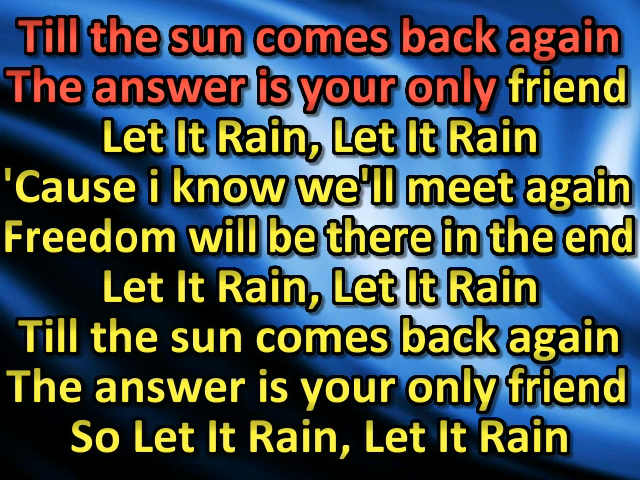 Till the sun comes back again
The answer is your only friend
Let It Rain, Let It Rain
'Cause i know we'll meet again
Freedom will be there in the end
Let It Rain, Let It Rain
Till the sun comes back again
The answer is your only friend
So Let It Rain, Let It Rain